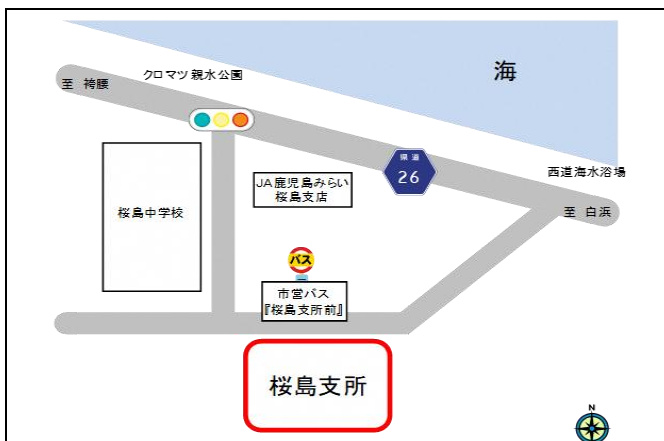 海
クロマツ親水公園
至 袴腰
県道
26
西道海水浴場
JA鹿児島みらい
桜島支店
桜島中学校
至 白浜
バス
市営バス
『桜島支所前』
桜島支所
N